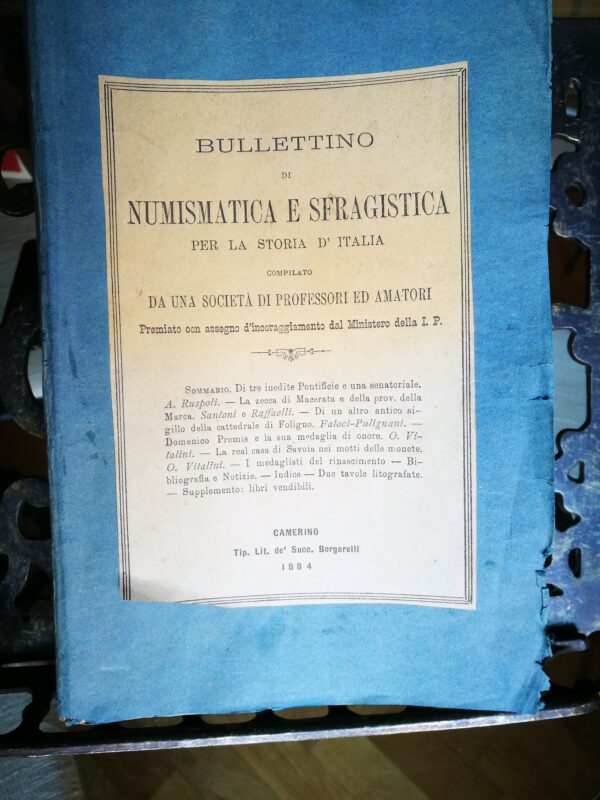 BULLETTINO
DI
NUMISMATICA E SFRAGISTICA
PER LA STORIA D' ITALIA
COMPILATO
DA UNA SOCIETÀ DI PROFESSORI ED AMATORI
Premiato con assegno d'incoraggiamento dal Ministero della I. P.
SOMMARIO. Di tre inedite Pontificie e una senatoriale.
A. Ruspoli. — La zecca di Macerata e della prov. della
Marca. Santoni e Raffaelli. — Di un altro antico si-
gillo della cattedrale di Foligno. Faloci-Pulignani. —
Domenico Promis e la sua medaglia di onore. O. Vi-
talini. — La real casa di Savoia nei motti delle monete.
O. Vitalini. — I medaglisti del rinascimento — Bi-
bliografia e Notizie. — Indice — Due tavole litografate.
— Supplemento: libri vendibili.
CAMERINO
Tip. Lit. de' Succ. Borgarelli
1884